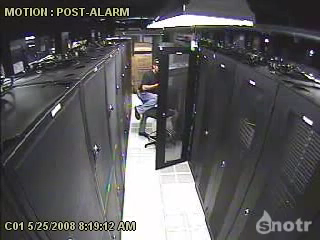 MOTION : POST-ALARM
C01 5/25/2008 8:19:12 AM
snotr